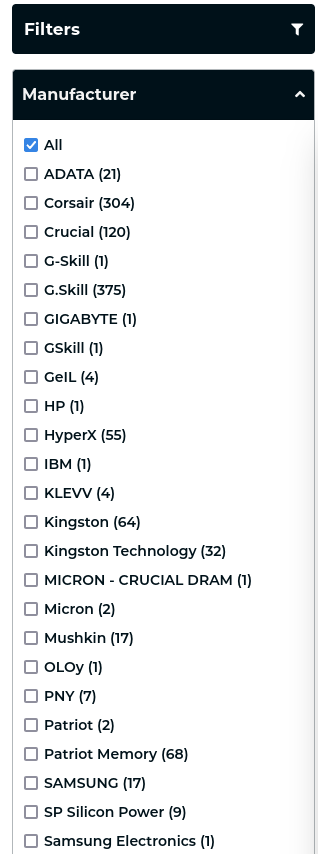 Filters
Manufacturer
All
ADATA (21)
Corsair (304)
Crucial (120)
G-Skill (1)
G.Skill (375)
GIGABYTE (1)
GSkill (1)
GeIL (4)
HP (1)
HyperX (55)
IBM (1)
KLEVV (4)
Kingston (64)
Kingston Technology (32)
MICRON - CRUCIAL DRAM (1)
Micron (2)
Mushkin (17)
OLOy (1)
PNY (7)
Patriot (2)
Patriot Memory (68)
SAMSUNG (17)
SP Silicon Power (9)
Samsung Electronics (1)